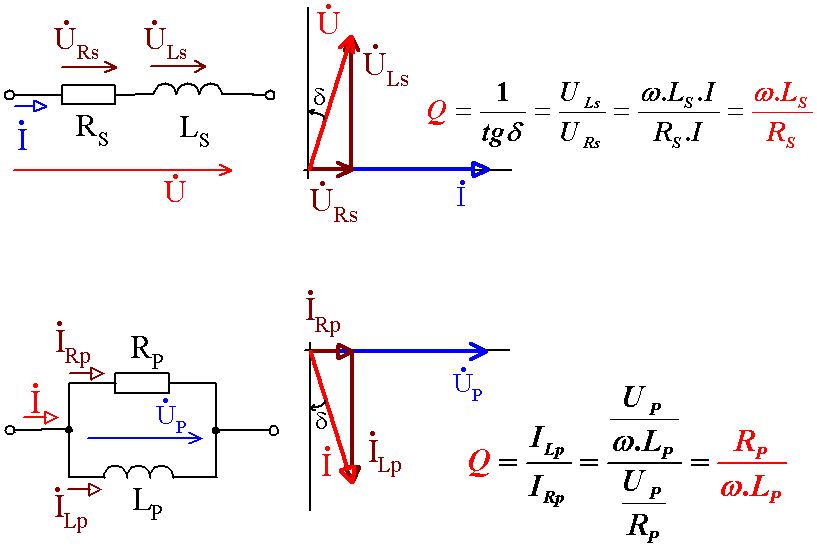 U̇Rs U̇Ls
RS LS
İ
U̇
U̇
U̇Ls
δ
U̇Rs
İ
Q = 1/tgδ = ULs/URs = ω.LS.I/RS.I = ω.LS/RS
İRp RP
İ
U̇P
İLp LP
İRp
U̇P
δ
İ
İLp
Q = ILp/IRp = (UP/ω.LP)/(UP/RP) = RP/ω.LP